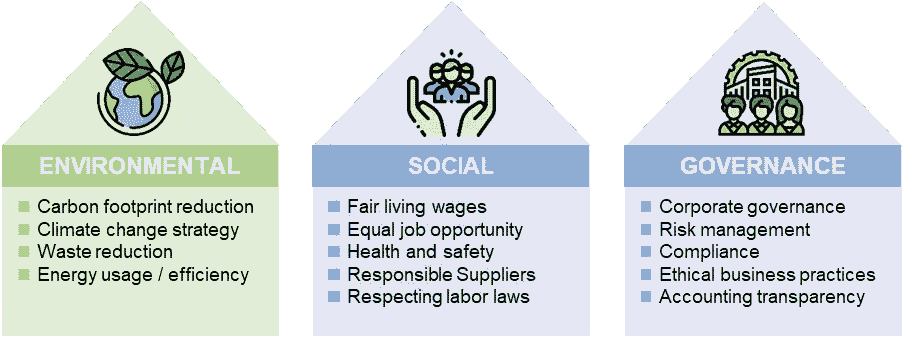 ENVIRONMENTAL
Carbon footprint reduction
Climate change strategy
Waste reduction
Energy usage / efficiency
SOCIAL
Fair living wages
Equal job opportunity
Health and safety
Responsible Suppliers
Respecting labor laws
GOVERNANCE
Corporate governance
Risk management
Compliance
Ethical business practices
Accounting transparency